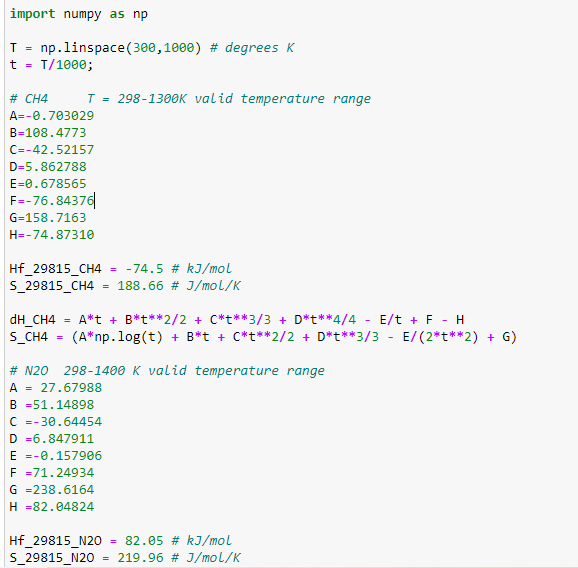 import numpy as np
T = np.linspace(300,1000) # degrees K
t = T/1000;
# CH4     T = 298-1300K valid temperature range
A=-0.703029
B=108.4773
C=-42.52157
D=5.862788
E=0.678565
F=-76.84376
G=158.7163
H=-74.87310
Hf_29815_CH4 = -74.5 # kJ/mol
S_29815_CH4 = 188.66 # J/mol/K
dH_CH4 = A*t + B*t**2/2 + C*t**3/3 + D*t**4/4 - E/t + F - H
S_CH4 = (A*np.log(t) + B*t + C*t**2/2 + D*t**3/3 - E/(2*t**2) + G)
# N2O  298-1400 K valid temperature range
A = 27.67988
B =51.14898
C =-30.64454
D =6.847911
E =-0.157906
F =71.24934
G =238.6164
H =82.04824
Hf_29815_N2O = 82.05 # kJ/mol
S_29815_N2O = 219.96 # J/mol/K